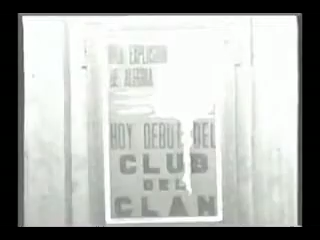 UNA EXPLOSION
DE ALEGRIA
HOY DEBUT DEL
CLUB
DEL
CLAN